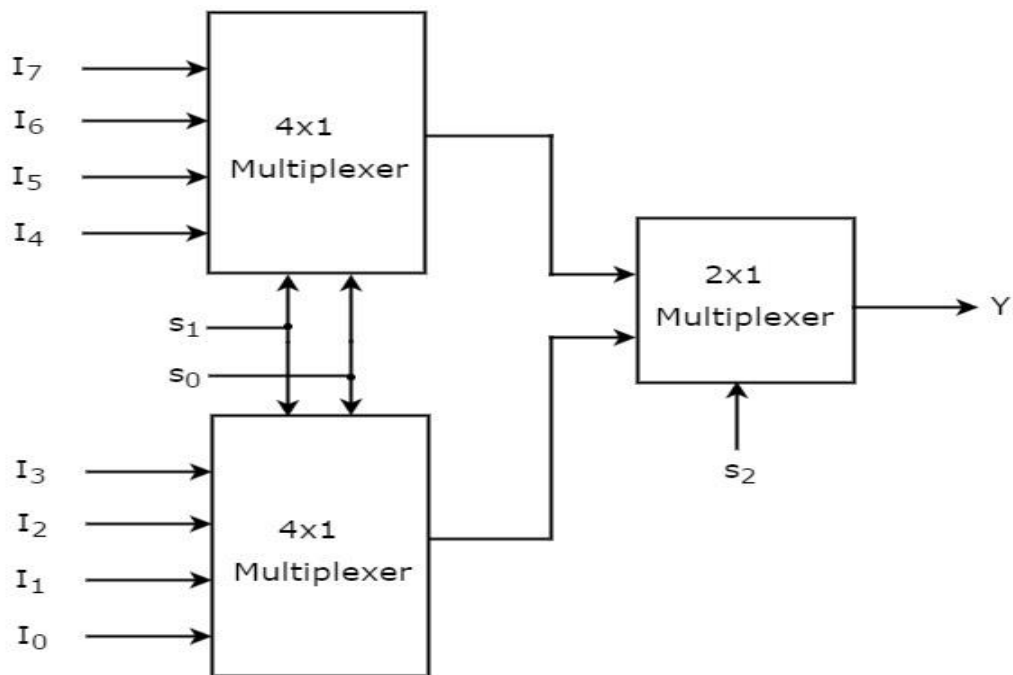 I7
I6
I5
I4
4x1
Multiplexer
s1
s0
I3
I2
I1
I0
4x1
Multiplexer
2x1
Multiplexer
s2
Y